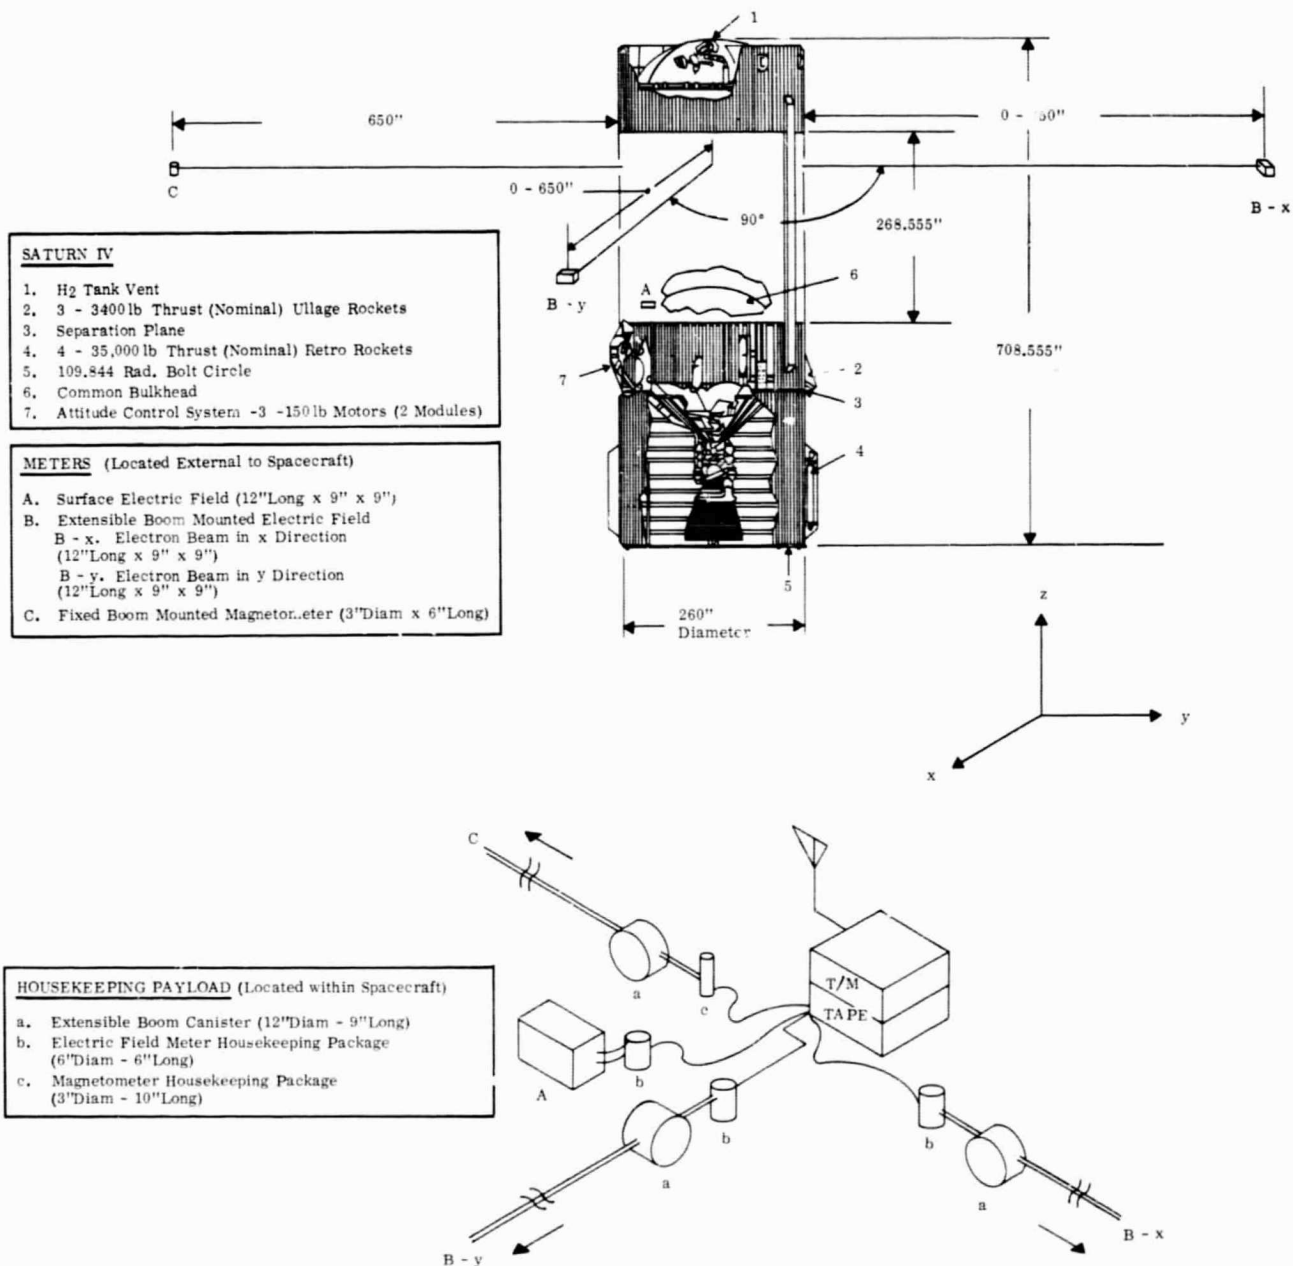 1
650"
0 -
C
0 - 650"
90°
268.555"
B - x
B - y
A
6
708.555"
SATURN IV
1. H2 Tank Vent
2. 3 - 3400 lb Thrust (Nominal) Ullage Rockets
3. Separation Plane
4. 4 - 35,000 lb Thrust (Nominal) Retro Rockets
5. 109.844 Rad. Bolt Circle
6. Common Bulkhead
7. Attitude Control System -3 -150 lb Motors (2 Modules)
7
2
3
4
5
METERS (Located External to Spacecraft)
A. Surface Electric Field (12"Long x 9" x 9")
B. Extensible Boom Mounted Electric Field
B - x. Electron Beam in x Direction
(12"Long x 9" x 9")
B - y. Electron Beam in y Direction
(12"Long x 9" x 9")
C. Fixed Boom Mounted (3"Diam x 6"Long)
260"
Diameter
z
y
x
C
a
c
T/M
TAPE
A
b
b
a
b
a
B - y
B - x
HOUSEKEEPING PAYLOAD (Located within Spacecraft)
a. Extensible Boom Canister (12"Diam - 9"Long)
b. Electric Field Meter Housekeeping Package
(6"Diam - 6"Long)
c. Magnetometer Housekeeping Package
(3"Diam - 10"Long)